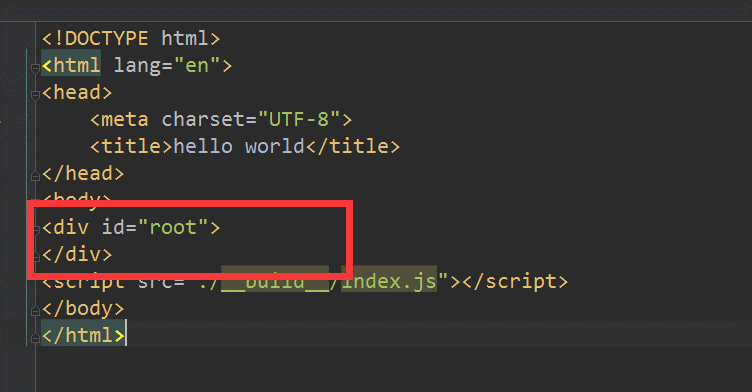 <!DOCTYPE html>
<html lang="en">
<head>
<meta charset="UTF-8">
<title>hello world</title>
</head>
<body>
<div id="root">
</div>
<script src="./__build__/index.js"></script>
</body>
</html>